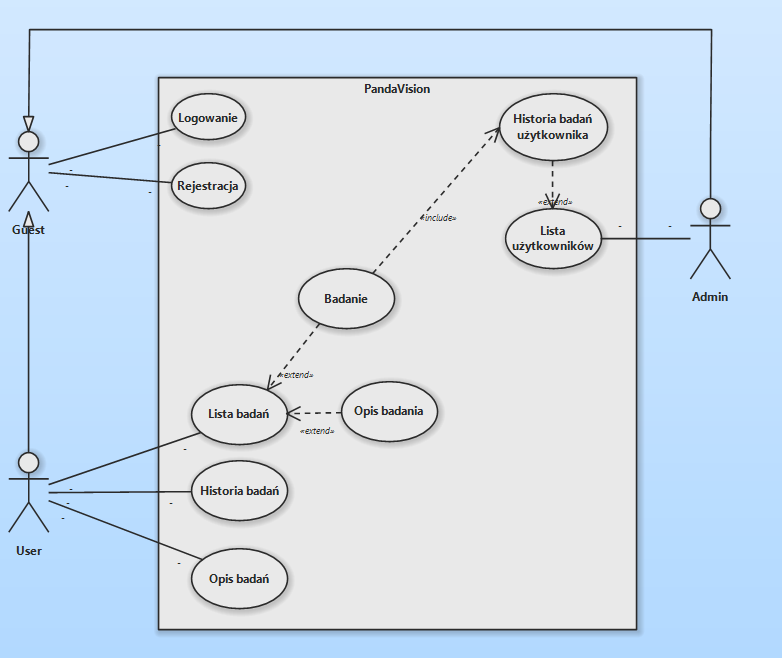 PandaVision
Logowanie
Historia badań
użytkownika
Rejestracja
«include»
«extend»
Guest
Lista
użytkowników
Admin
Badanie
«extend»
Lista badań
Opis badania
«extend»
Historia badań
User
Opis badań